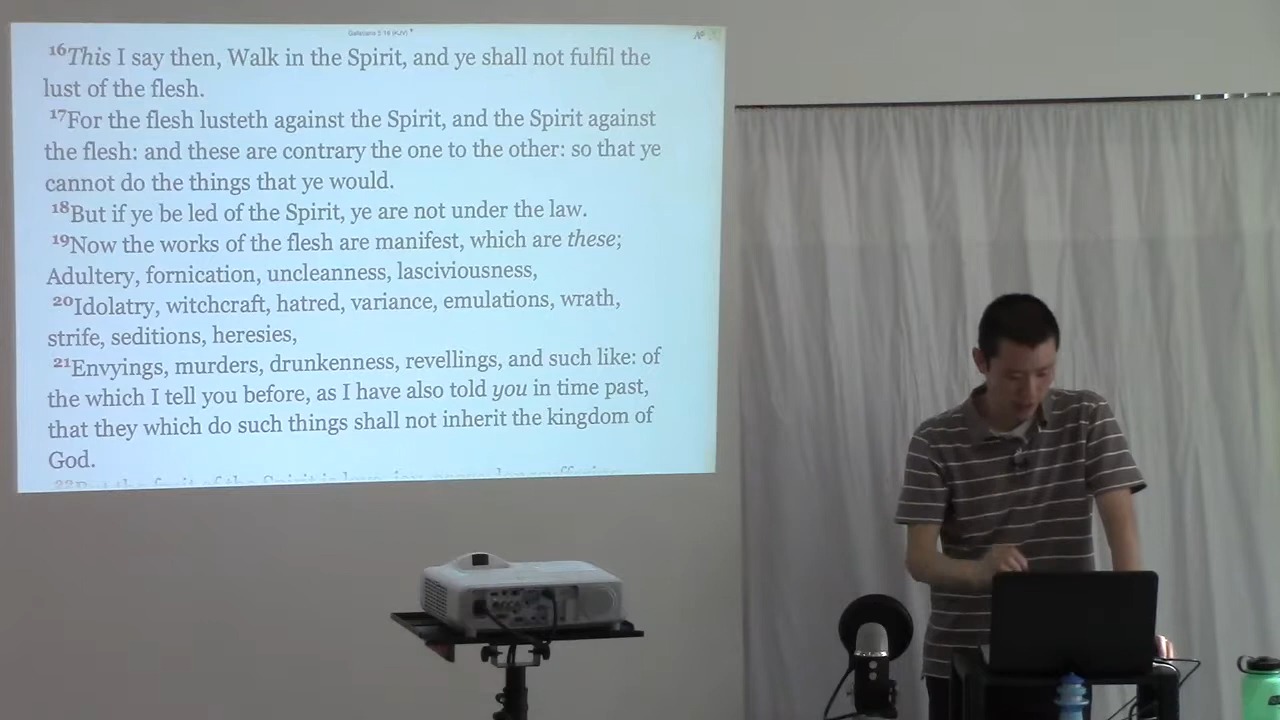 Galatians 5:16 (KJV)
16This I say then, Walk in the Spirit, and ye shall not fulfil the
lust of the flesh.
17For the flesh lusteth against the Spirit, and the Spirit against
the flesh: and these are contrary the one to the other: so that ye
cannot do the things that ye would.
18But if ye be led of the Spirit, ye are not under the law.
19Now the works of the flesh are manifest, which are these;
Adultery, fornication, uncleanness, lasciviousness,
20Idolatry, witchcraft, hatred, variance, emulations, wrath,
strife, seditions, heresies,
21Envyings, murders, drunkenness, revellings, and such like: of
the which I tell you before, as I have also told you in time past,
that they which do such things shall not inherit the kingdom of
God.